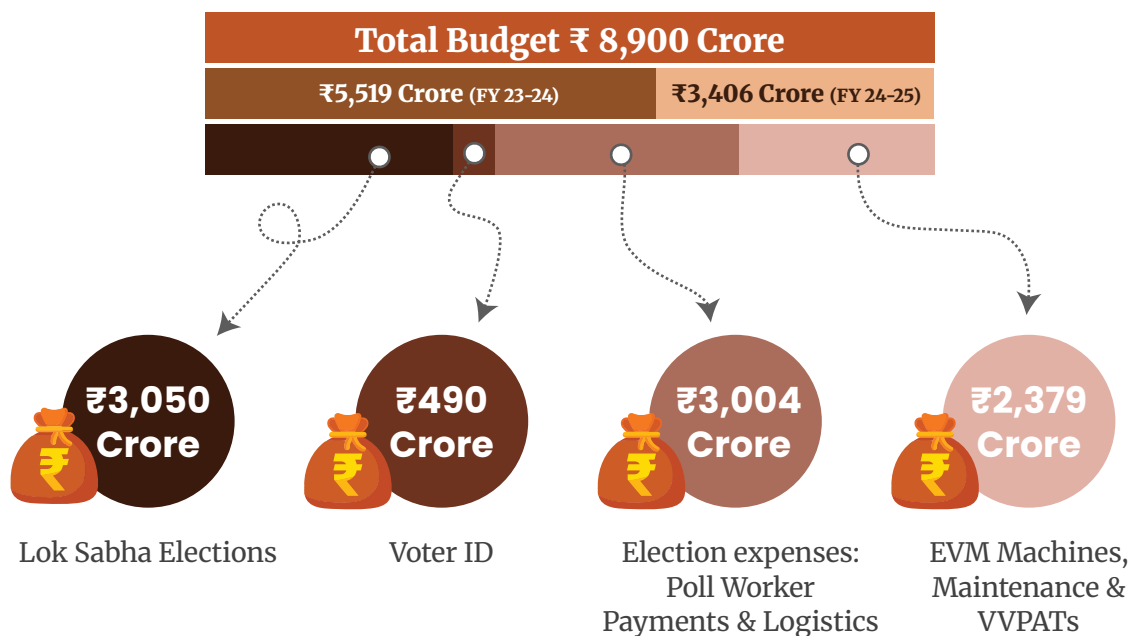 Total Budget ₹ 8,900 Crore
₹5,519 Crore (FY 23-24)
₹3,406 Crore (FY 24-25)
₹3,050
Crore
₹
Lok Sabha Elections
₹490
Crore
₹
Voter ID
₹3,004
Crore
₹
Election expenses:
Poll Worker
Payments & Logistics
₹2,379
Crore
₹
EVM Machines,
Maintenance &
VVPATs